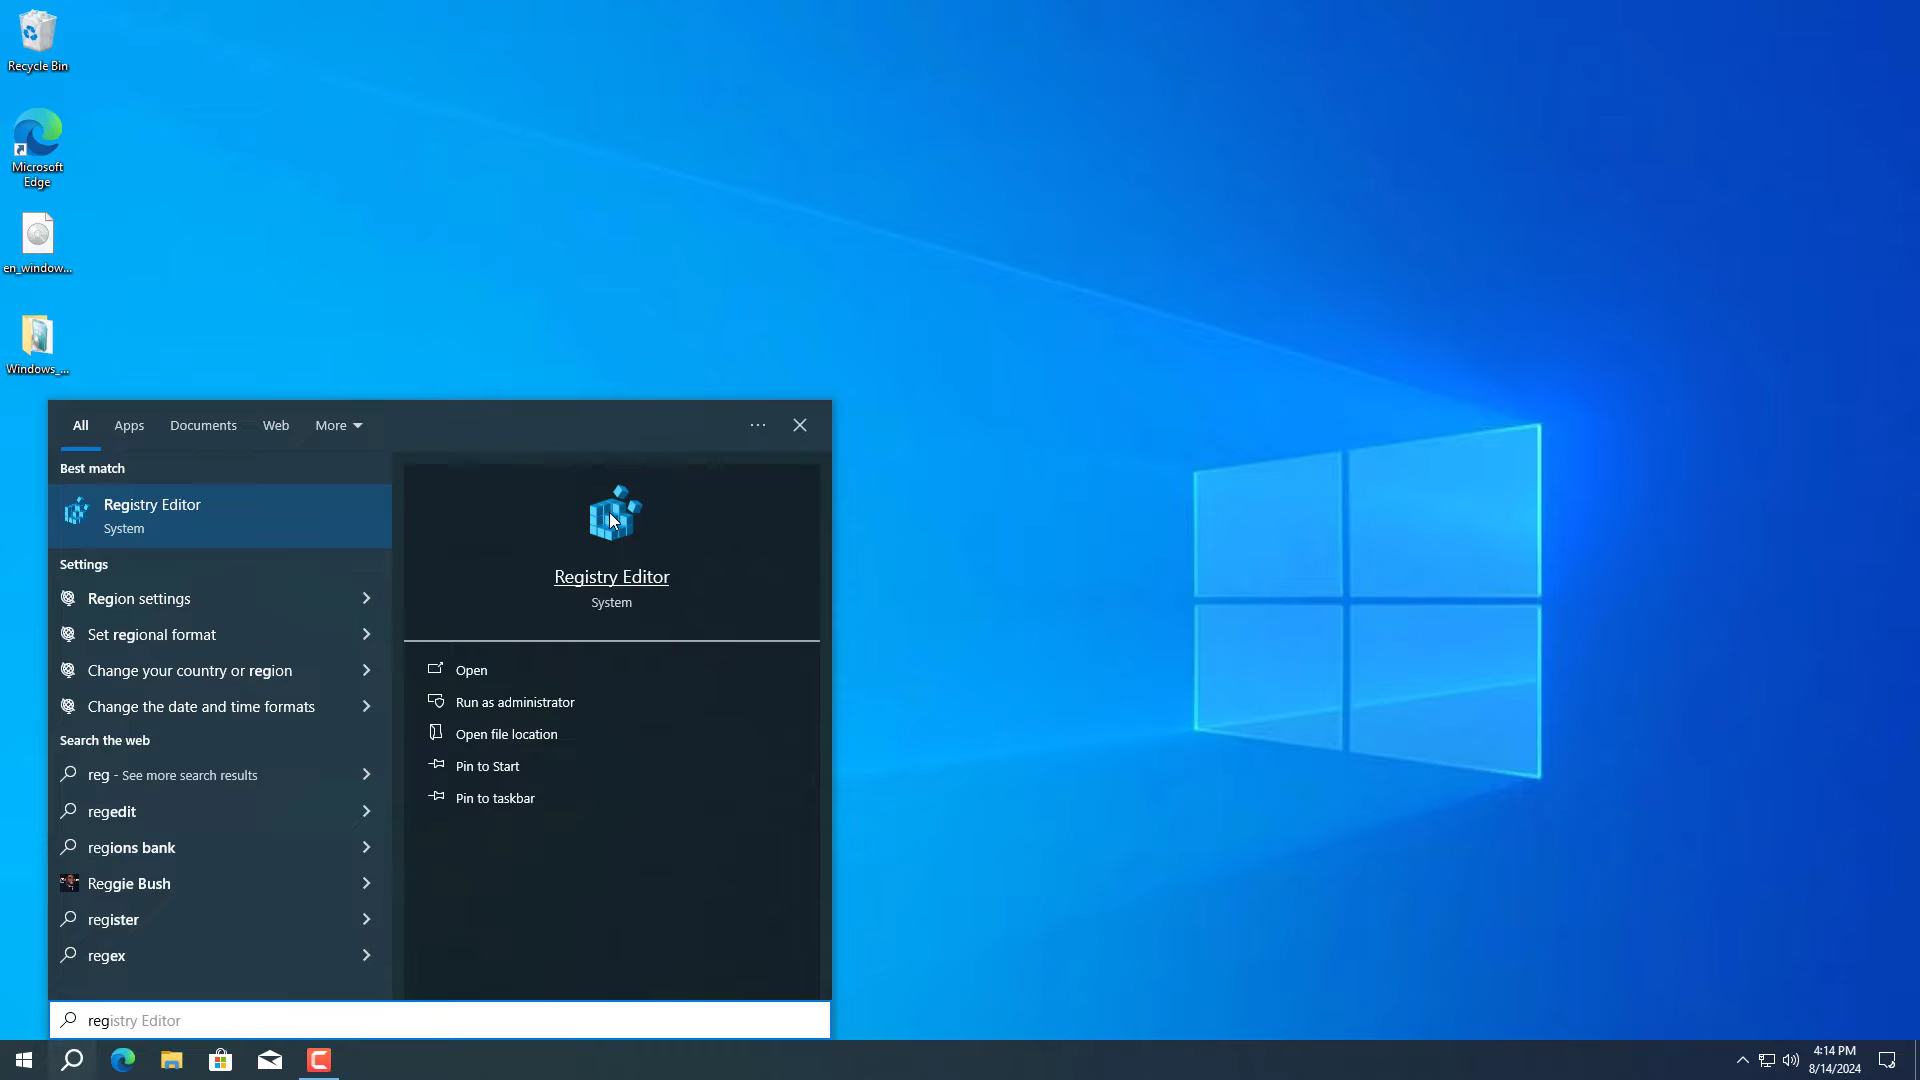 Recycle Bin
Microsoft
Edge
en_window...
Windows_...
All Apps Documents Web More
Best match
Registry Editor
System
Settings
Region settings
Set regional format
Change your country or region
Change the date and time formats
Search the web
reg - See more search results
regedit
regions bank
Reggie Bush
register
regex
Registry Editor
System
Open
Run as administrator
Open file location
Pin to Start
Pin to taskbar
registry Editor
4:14 PM
8/14/2024